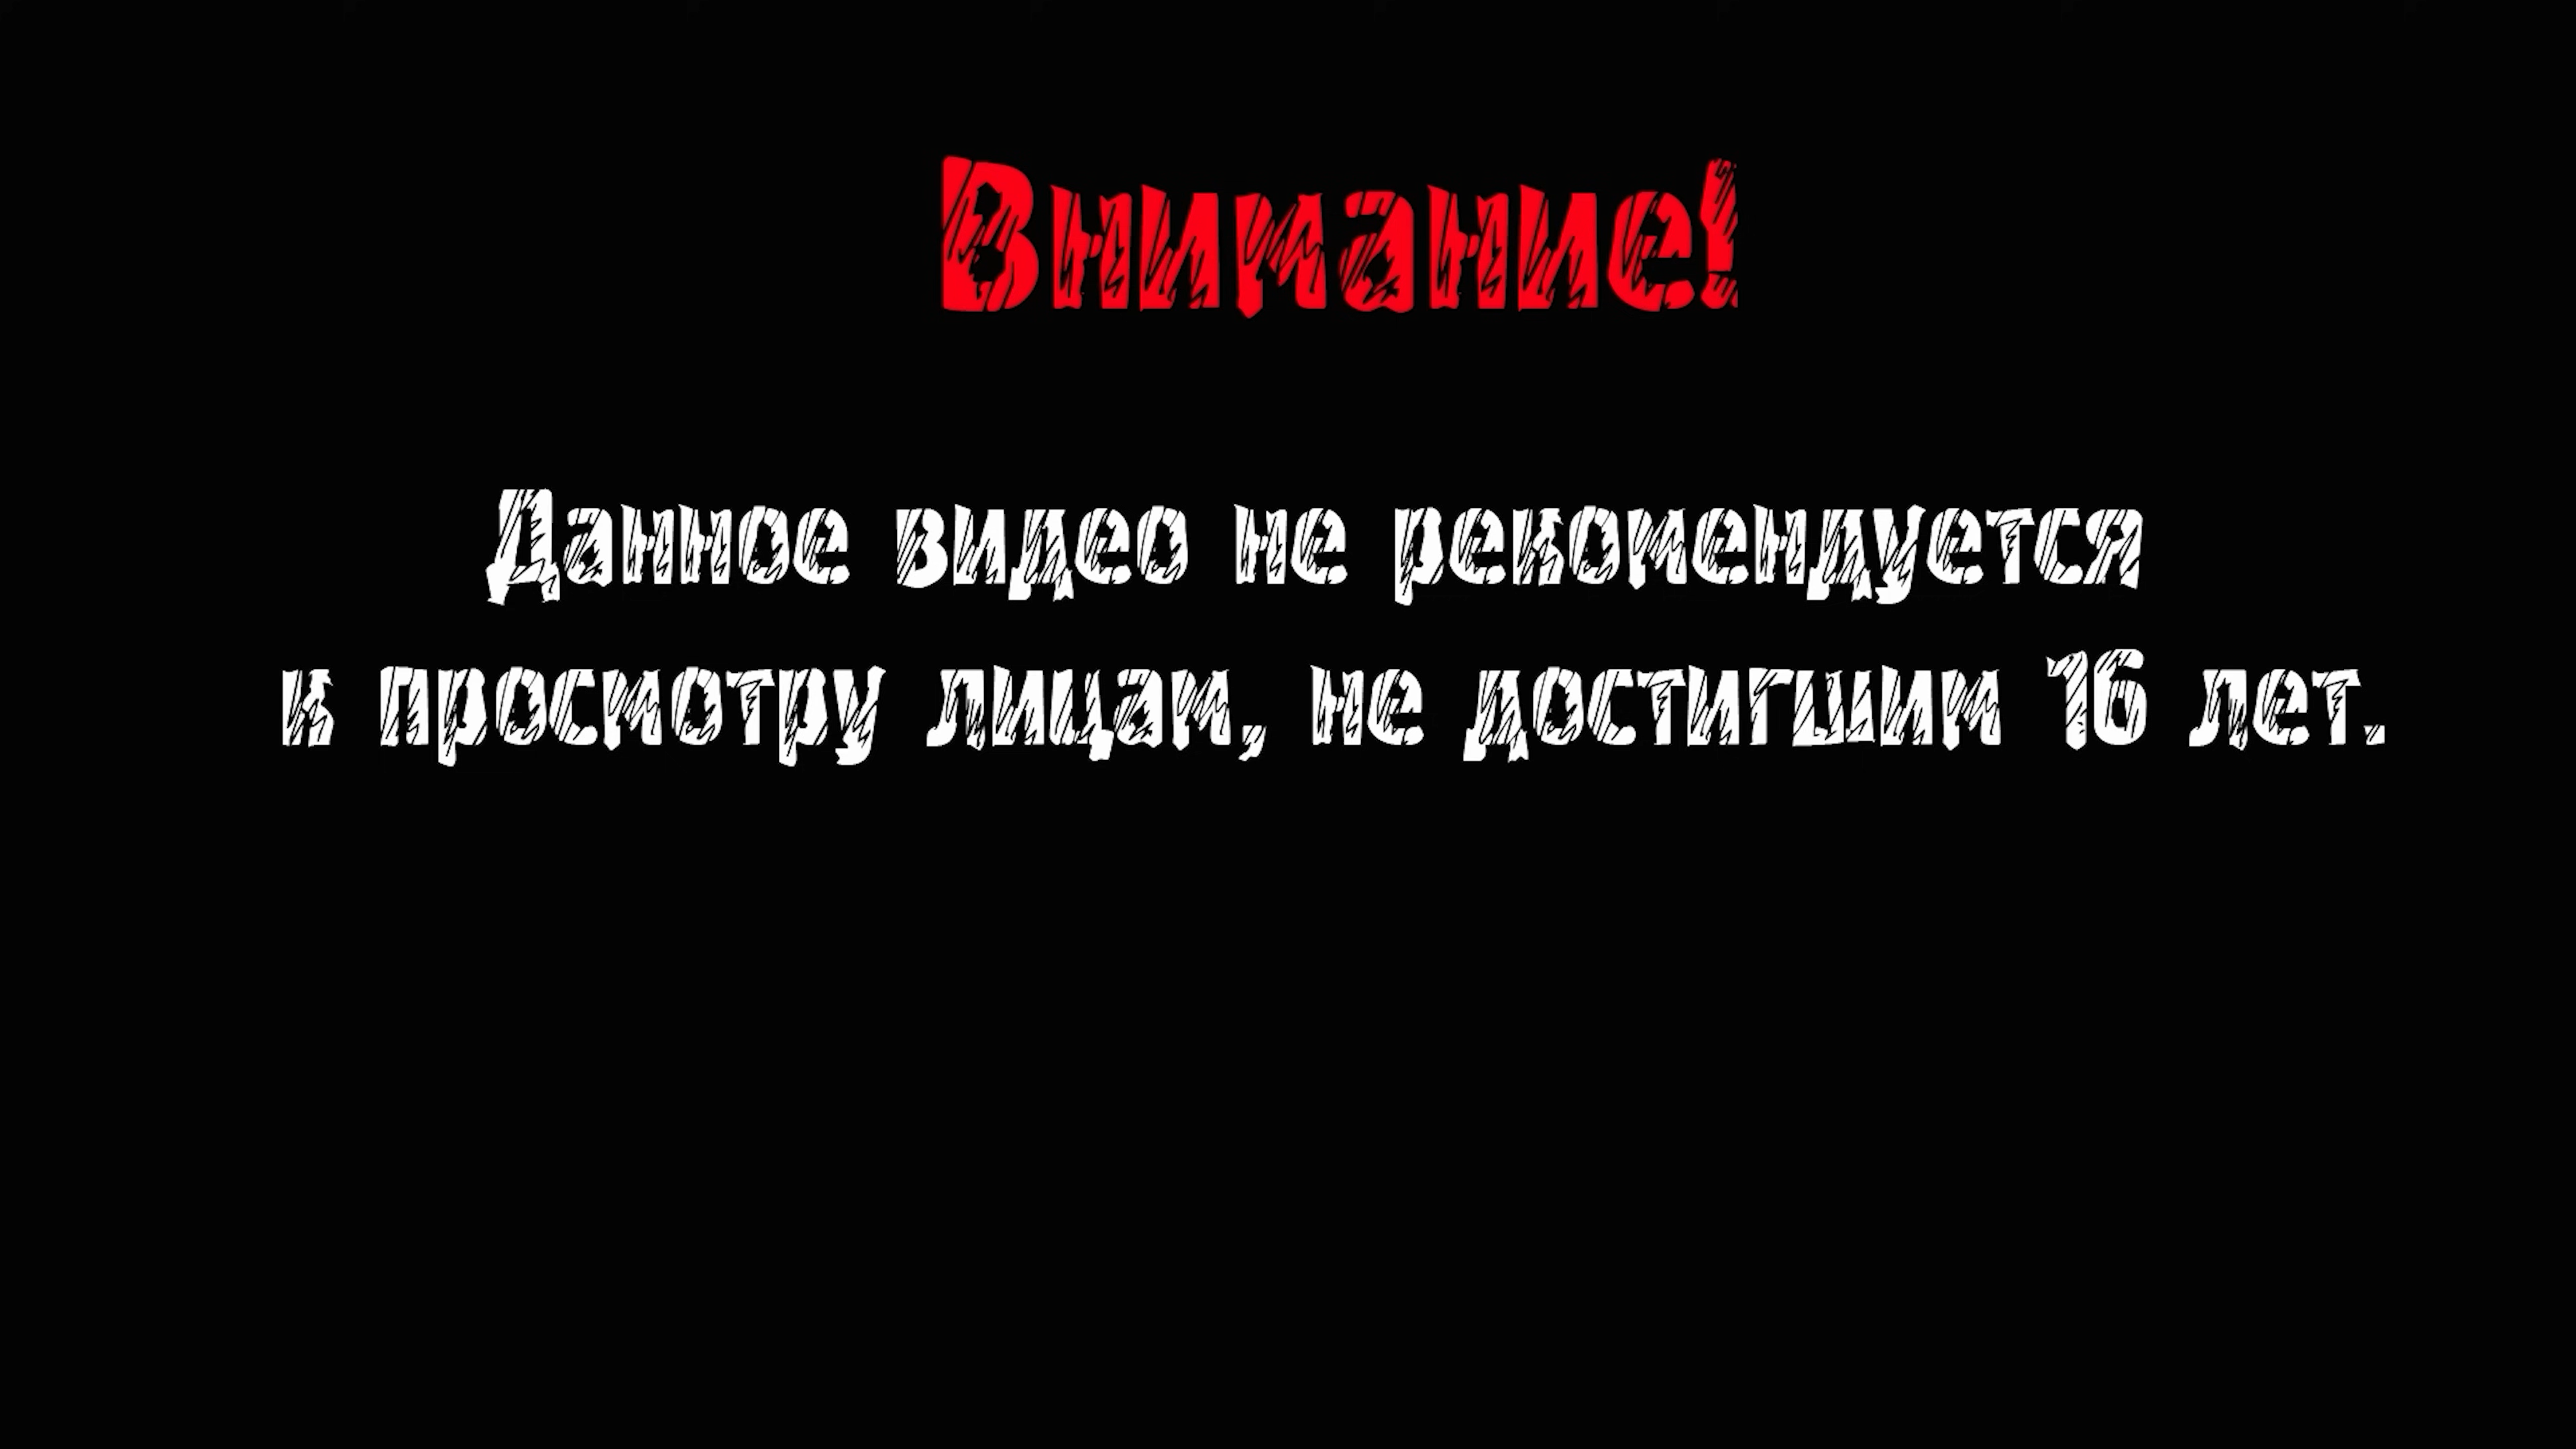 Внимание!
Данное видео не рекомендуется
к просмотру лицам, не достигшим 16 лет.